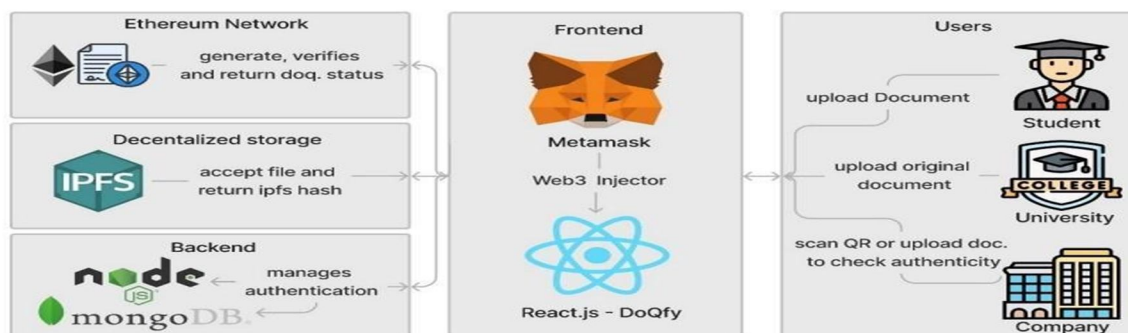 Ethereum Network
generate, verifies
and return doq. status
Decentalized storage
IPFS
accept file and
return ipfs hash
Backend
node
JS
manages
authentication
mongoDB.
Frontend
Metamask
Web3 Injector
React.js - DoQfy
Users
upload Document
Student
upload original
document
COLLEGE
University
scan QR or upload doc.
to check authenticity
Company